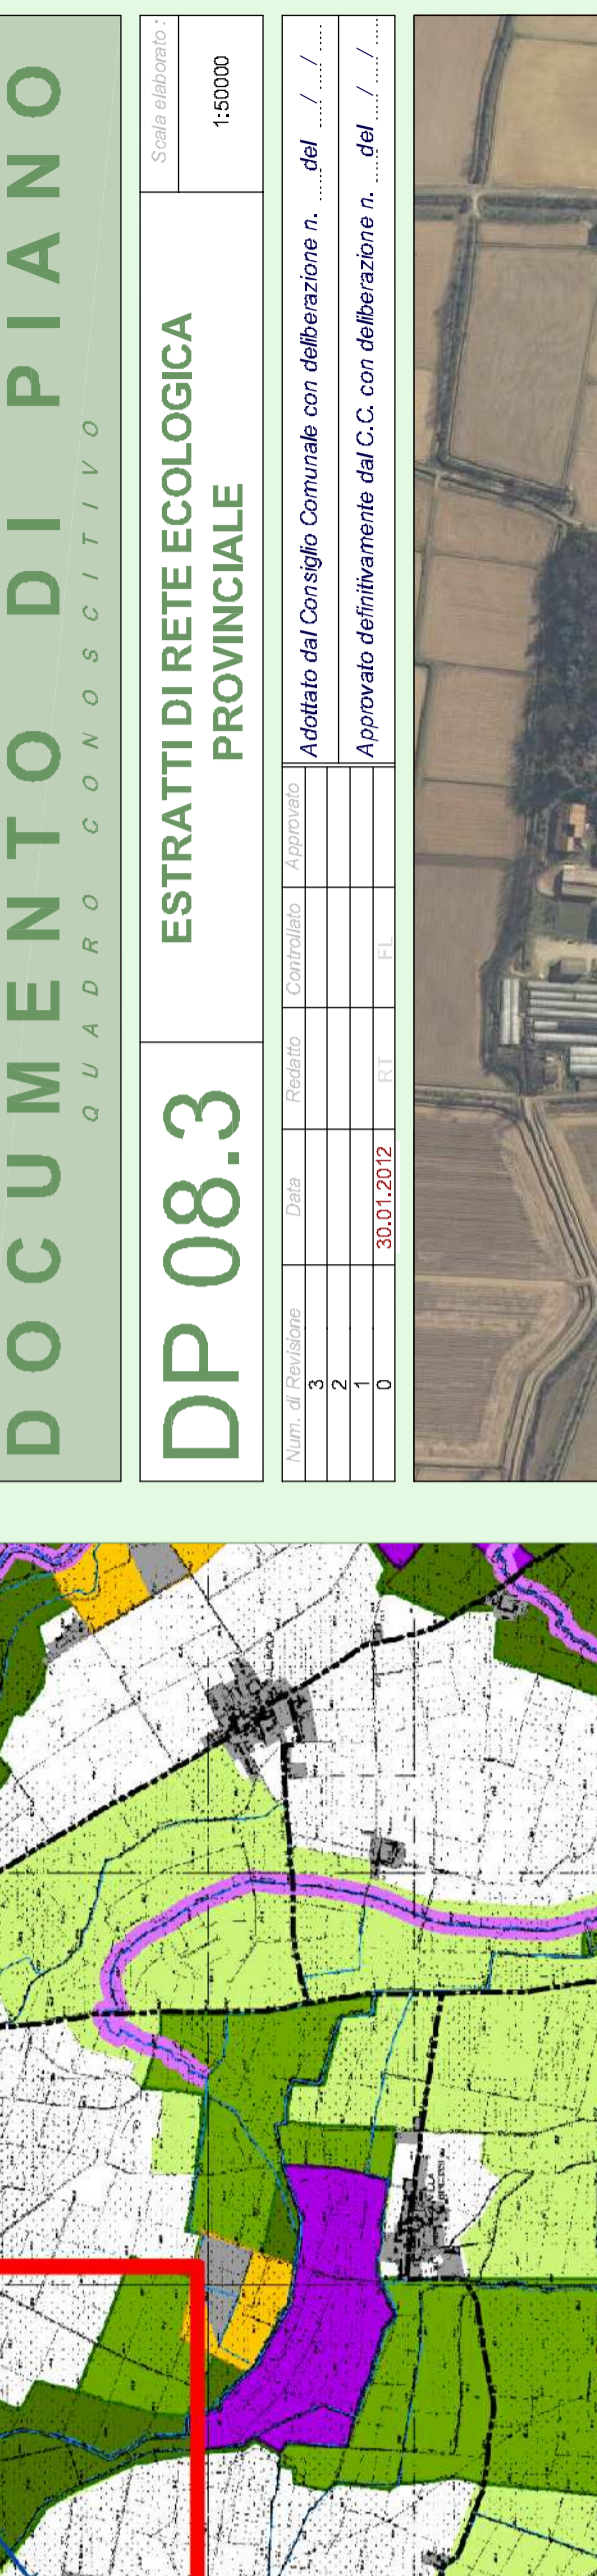 DOCUMENTO DI PIANO
QUADRO CONOSCITIVO
DP 08.3
ESTRATTI DI RETE ECOLOGICA
PROVINCIALE
Scala elaborato :
1:50000
Num. di Revisione Data Redatto Controllato Approvato
3
2
1
0 30.01.2012 RT FL
Adottato dal Consiglio Comunale con deliberazione n. ..... del ..... / ..... / .....
Approvato definitivamente dal C.C. con deliberazione n. ..... del ..... / ..... / .....